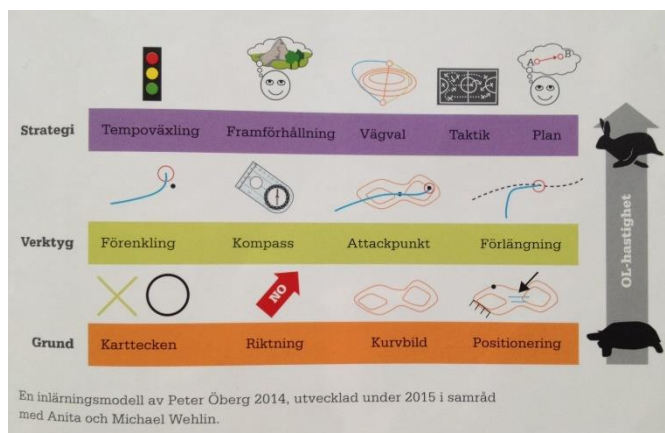 A B
Strategi Tempoväxling Framförhållning Vägval Taktik Plan
Verktyg Förenkling Kompass Attackpunkt Förlängning
NO
Grund Karttecken Riktning Kurvbild Positionering
OL-hastighet
En inlärningsmodell av Peter Öberg 2014, utvecklad under 2015 i samråd
med Anita och Michael Wehlin.